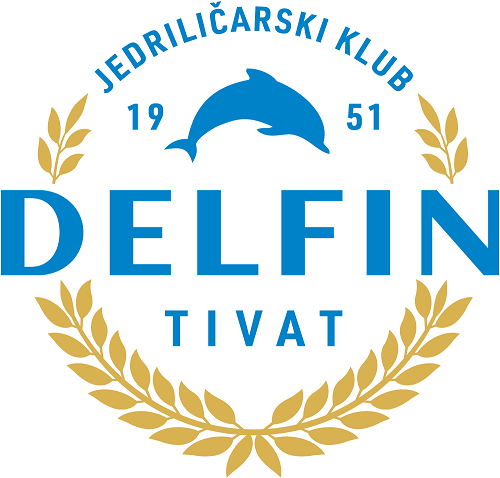 JEDRILIČARSKI KLUB
19 51
DELFIN
TIVAT